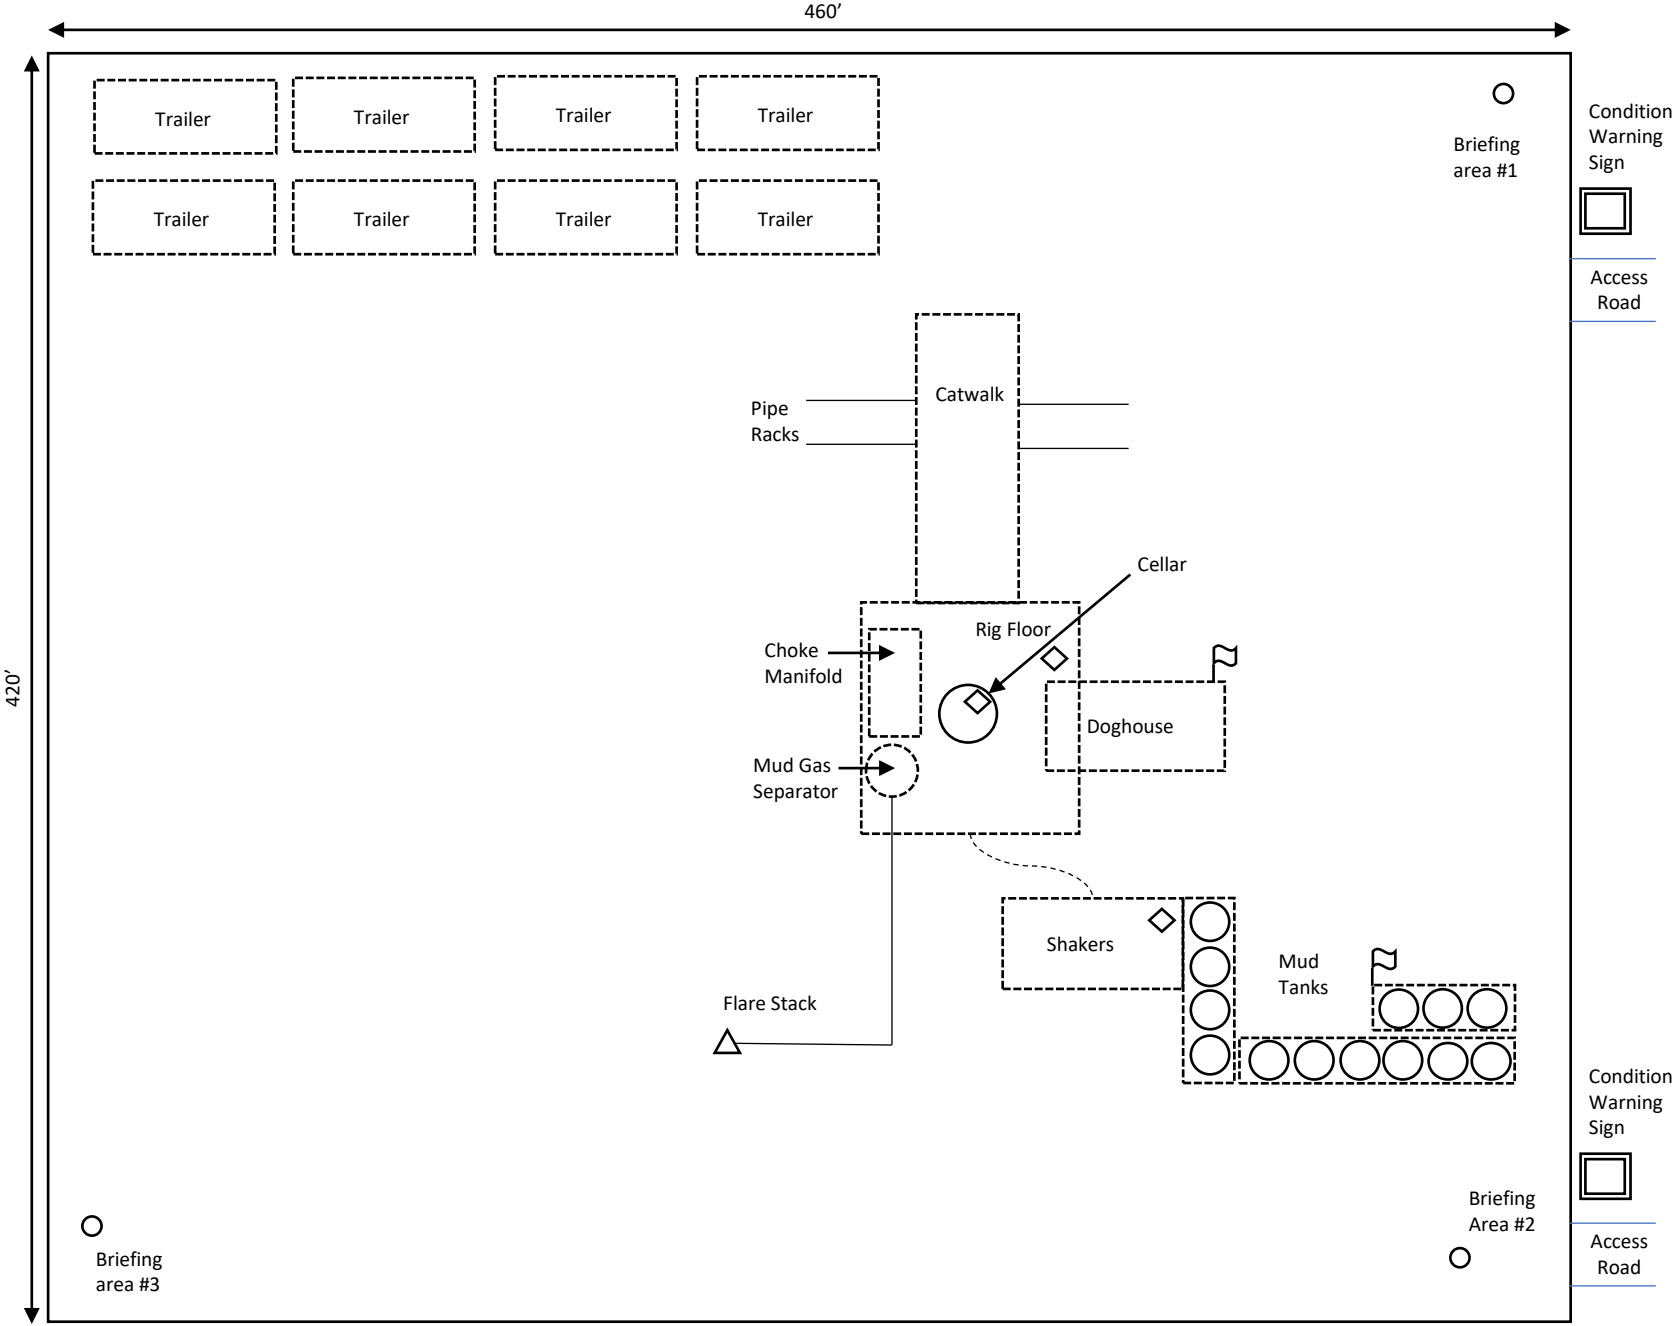 460’
Trailer
Trailer
Trailer
Trailer
Briefing
area #1
Condition
Warning
Sign
Trailer
Trailer
Trailer
Trailer
Access
Road
Catwalk
Pipe
Racks
Cellar
Rig Floor
Choke
Manifold
420’
Doghouse
Mud Gas
Separator
Shakers
Mud
Tanks
Flare Stack
Condition
Warning
Sign
Briefing
Area #2
Access
Road
Briefing
area #3